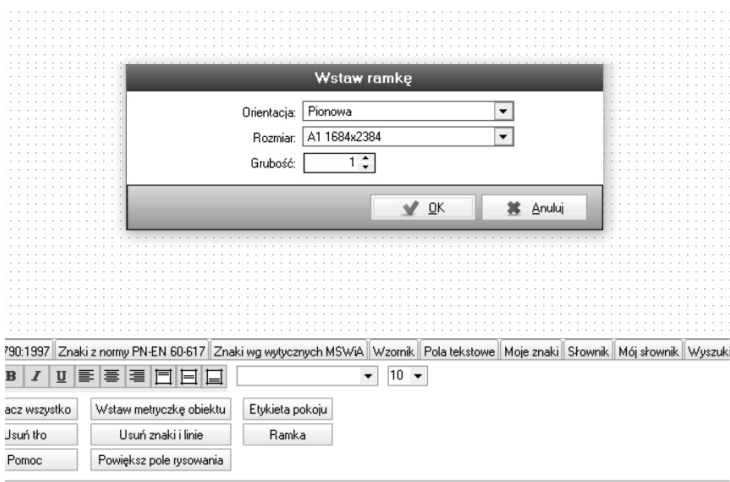 Wstaw ramkę
Orientacja: Pionowa
Rozmiar: A1 1684x2384
Grubość: 1
OK Anuluj
790:1997 Znaki z normy PN-EN 60-617 Znaki wg wytycznych MSWiA Wzornik Pola tekstowe Moje znaki Słownik Mój słownik Wyszuki
B I U 10
acz wszystko Wstaw metryczkę obiektu Etykieta pokoju
Usuń tło Usuń znaki i linie Ramka
Pomoc Powiększ pole rysowania